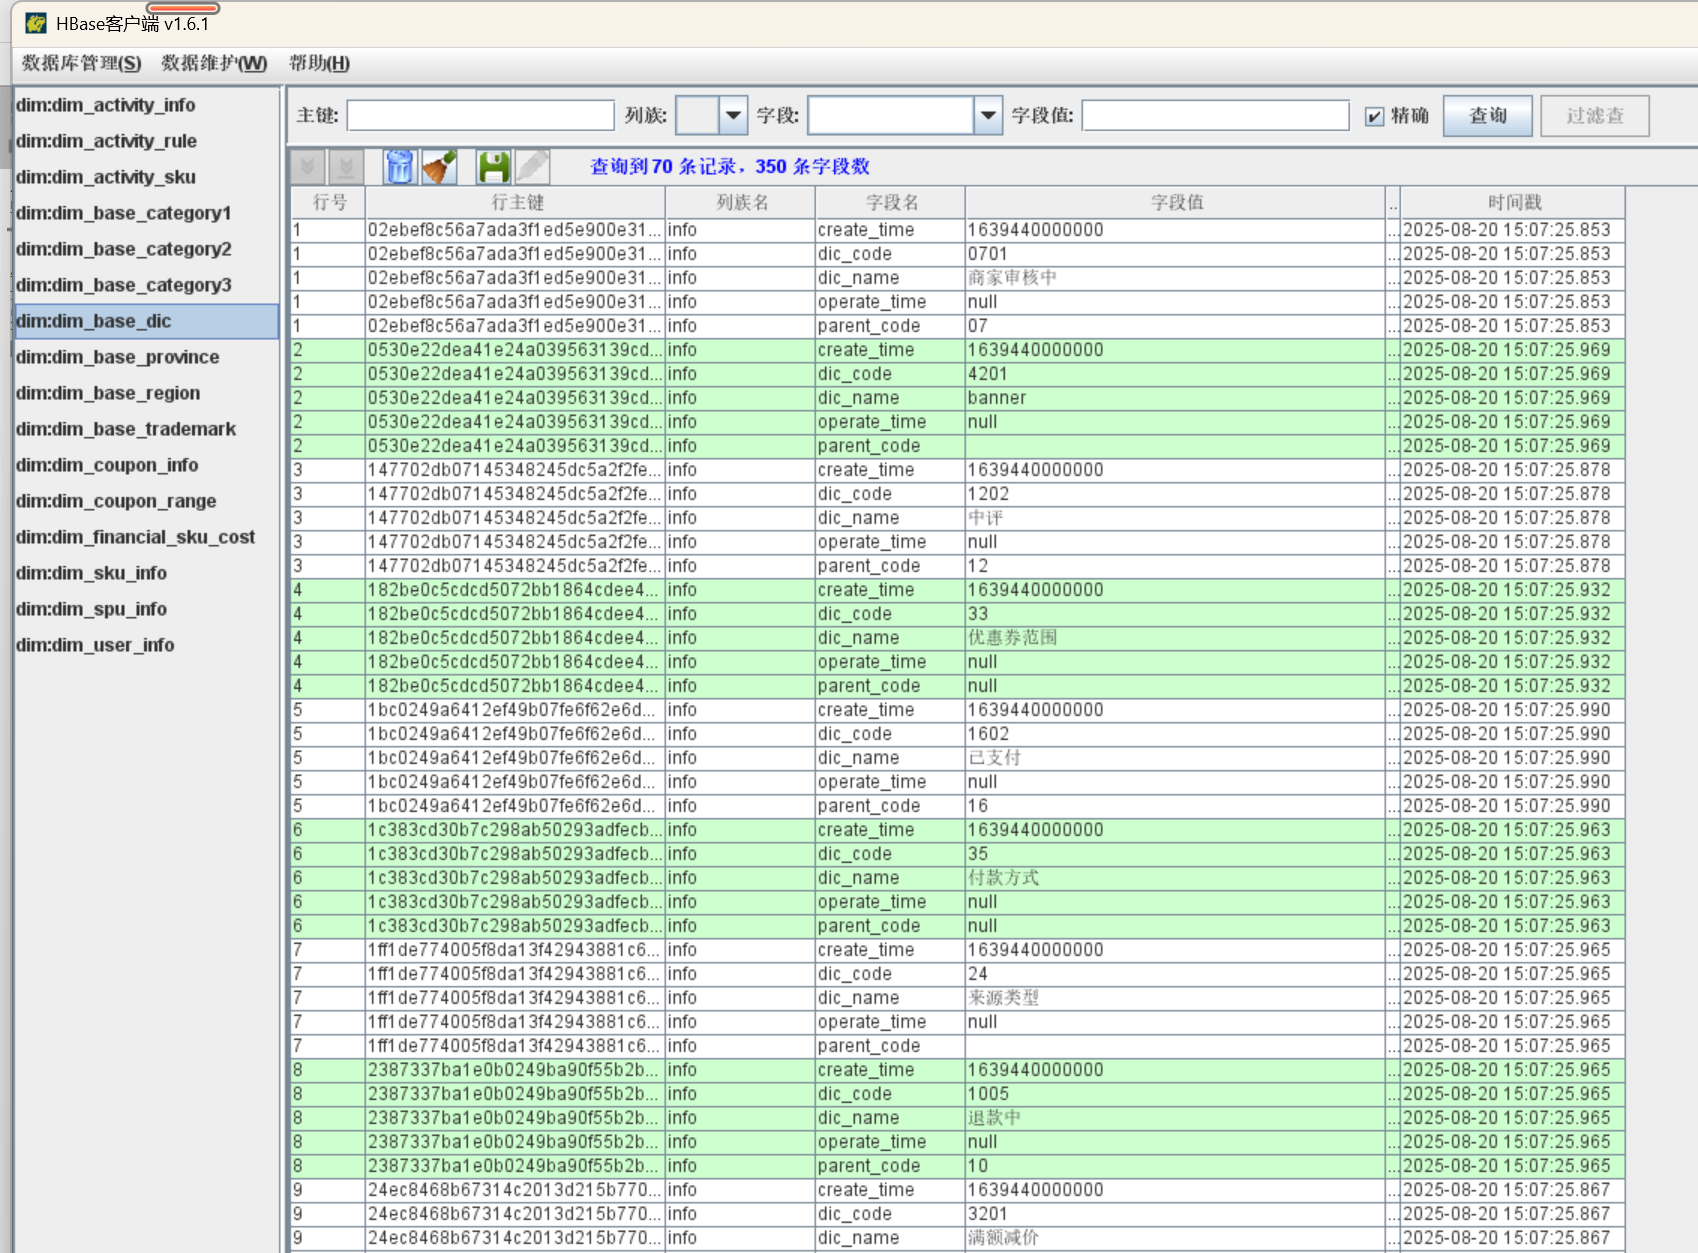 HBase客户端 v1.6.1
数据库管理(S) 数据维护(W) 帮助(H)
dim:dim_activity_info
dim:dim_activity_rule
dim:dim_activity_sku
dim:dim_base_category1
dim:dim_base_category2
dim:dim_base_category3
dim:dim_base_dic
dim:dim_base_province
dim:dim_base_region
dim:dim_base_trademark
dim:dim_coupon_info
dim:dim_coupon_range
dim:dim_financial_sku_cost
dim:dim_sku_info
dim:dim_spu_info
dim:dim_user_info
主键: 列族: 字段: 字段值: 精确 查询 过滤查
查询到 70 条记录，350 条字段数
行号 行主键 列族名 字段名 字段值 .. 时间戳
1 02ebef8c56a7ada3f1ed5e900e31... info create_time 1639440000000 ... 2025-08-20 15:07:25.853
1 02ebef8c56a7ada3f1ed5e900e31... info dic_code 0701 ... 2025-08-20 15:07:25.853
1 02ebef8c56a7ada3f1ed5e900e31... info dic_name 商家审核中 ... 2025-08-20 15:07:25.853
1 02ebef8c56a7ada3f1ed5e900e31... info operate_time null ... 2025-08-20 15:07:25.853
1 02ebef8c56a7ada3f1ed5e900e31... info parent_code 07 ... 2025-08-20 15:07:25.853
2 0530e22dea41e24a039563139cd... info create_time 1639440000000 ... 2025-08-20 15:07:25.969
2 0530e22dea41e24a039563139cd... info dic_code 4201 ... 2025-08-20 15:07:25.969
2 0530e22dea41e24a039563139cd... info dic_name banner ... 2025-08-20 15:07:25.969
2 0530e22dea41e24a039563139cd... info operate_time null ... 2025-08-20 15:07:25.969
2 0530e22dea41e24a039563139cd... info parent_code ... 2025-08-20 15:07:25.969
3 147702db07145348245dc5a2f2fe... info create_time 1639440000000 ... 2025-08-20 15:07:25.878
3 147702db07145348245dc5a2f2fe... info dic_code 1202 ... 2025-08-20 15:07:25.878
3 147702db07145348245dc5a2f2fe... info dic_name 中评 ... 2025-08-20 15:07:25.878
3 147702db07145348245dc5a2f2fe... info operate_time null ... 2025-08-20 15:07:25.878
3 147702db07145348245dc5a2f2fe... info parent_code 12 ... 2025-08-20 15:07:25.878
4 182be0c5cdcd5072bb1864cdee4... info create_time 1639440000000 ... 2025-08-20 15:07:25.932
4 182be0c5cdcd5072bb1864cdee4... info dic_code 33 ... 2025-08-20 15:07:25.932
4 182be0c5cdcd5072bb1864cdee4... info dic_name 优惠券范围 ... 2025-08-20 15:07:25.932
4 182be0c5cdcd5072bb1864cdee4... info operate_time null ... 2025-08-20 15:07:25.932
4 182be0c5cdcd5072bb1864cdee4... info parent_code null ... 2025-08-20 15:07:25.932
5 1bc0249a6412ef49b07fe6f62e6d... info create_time 1639440000000 ... 2025-08-20 15:07:25.990
5 1bc0249a6412ef49b07fe6f62e6d... info dic_code 1602 ... 2025-08-20 15:07:25.990
5 1bc0249a6412ef49b07fe6f62e6d... info dic_name 已支付 ... 2025-08-20 15:07:25.990
5 1bc0249a6412ef49b07fe6f62e6d... info operate_time null ... 2025-08-20 15:07:25.990
5 1bc0249a6412ef49b07fe6f62e6d... info parent_code 16 ... 2025-08-20 15:07:25.990
6 1c383cd30b7c298ab50293adfecb... info create_time 1639440000000 ... 2025-08-20 15:07:25.963
6 1c383cd30b7c298ab50293adfecb... info dic_code 35 ... 2025-08-20 15:07:25.963
6 1c383cd30b7c298ab50293adfecb... info dic_name 付款方式 ... 2025-08-20 15:07:25.963
6 1c383cd30b7c298ab50293adfecb... info operate_time null ... 2025-08-20 15:07:25.963
6 1c383cd30b7c298ab50293adfecb... info parent_code null ... 2025-08-20 15:07:25.963
7 1ff1de774005f8da13f42943881c6... info create_time 1639440000000 ... 2025-08-20 15:07:25.965
7 1ff1de774005f8da13f42943881c6... info dic_code 24 ... 2025-08-20 15:07:25.965
7 1ff1de774005f8da13f42943881c6... info dic_name 来源类型 ... 2025-08-20 15:07:25.965
7 1ff1de774005f8da13f42943881c6... info operate_time null ... 2025-08-20 15:07:25.965
7 1ff1de774005f8da13f42943881c6... info parent_code ... 2025-08-20 15:07:25.965
8 2387337ba1e0b0249ba90f55b2b... info create_time 1639440000000 ... 2025-08-20 15:07:25.965
8 2387337ba1e0b0249ba90f55b2b... info dic_code 1005 ... 2025-08-20 15:07:25.965
8 2387337ba1e0b0249ba90f55b2b... info dic_name 退款中 ... 2025-08-20 15:07:25.965
8 2387337ba1e0b0249ba90f55b2b... info operate_time null ... 2025-08-20 15:07:25.965
8 2387337ba1e0b0249ba90f55b2b... info parent_code 10 ... 2025-08-20 15:07:25.965
9 24ec8468b67314c2013d215b770... info create_time 1639440000000 ... 2025-08-20 15:07:25.867
9 24ec8468b67314c2013d215b770... info dic_code 3201 ... 2025-08-20 15:07:25.867
9 24ec8468b67314c2013d215b770... info dic_name 满额减价 ... 2025-08-20 15:07:25.867